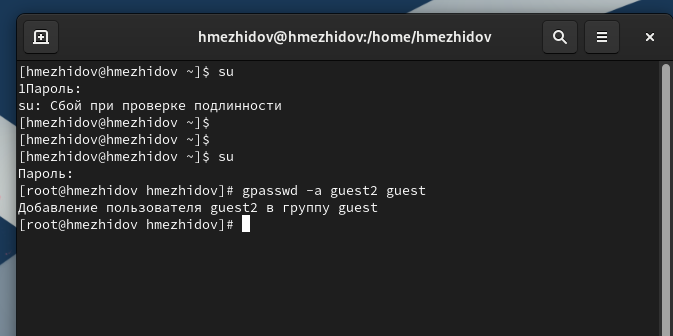 hmezhidov@hmezhidov:/home/hmezhidov
[hmezhidov@hmezhidov ~]$ su
1Пароль:
su: Сбой при проверке подлинности
[hmezhidov@hmezhidov ~]$
[hmezhidov@hmezhidov ~]$
[hmezhidov@hmezhidov ~]$ su
Пароль:
[root@hmezhidov hmezhidov]# gpasswd -a guest2 guest
Добавление пользователя guest2 в группу guest
[root@hmezhidov hmezhidov]#